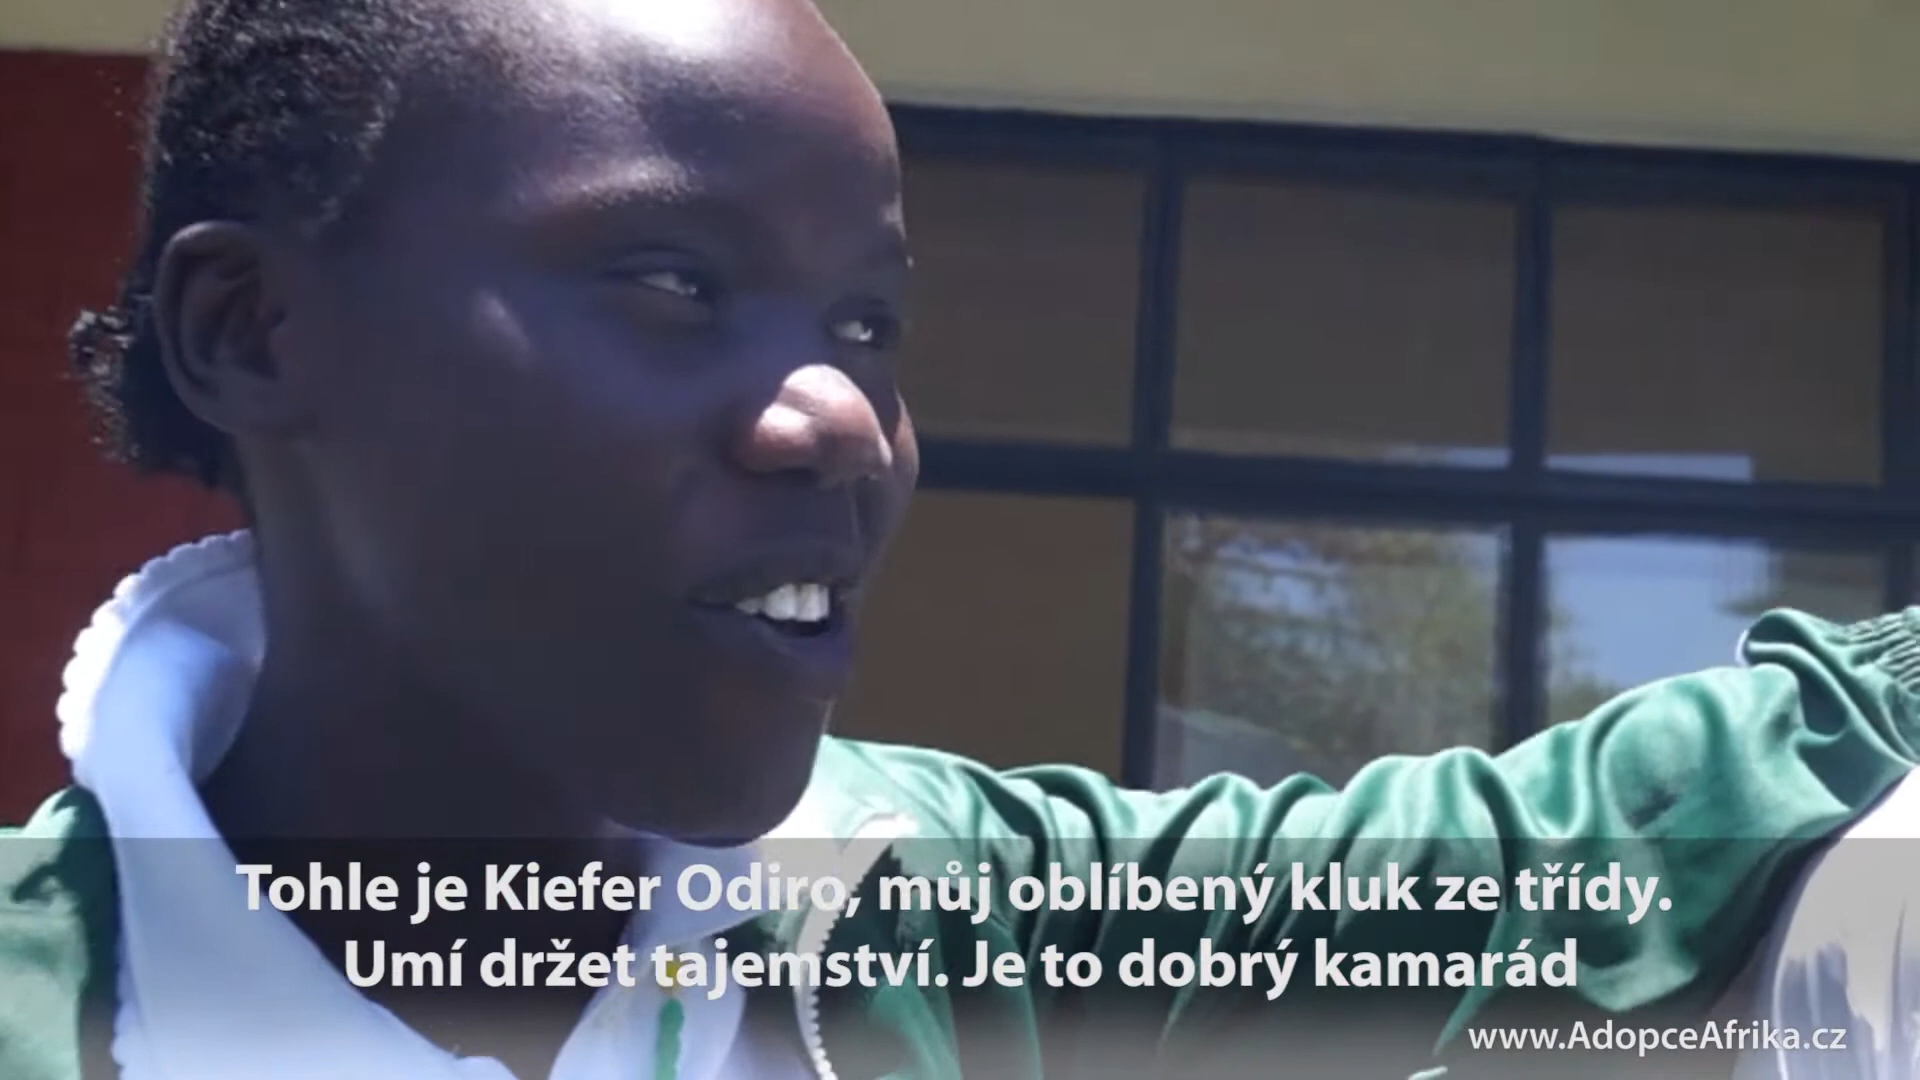 Tohle je Kiefer Odiro, můj oblíbený kluk ze třídy.
Umí držet tajemství. Je to dobrý kamarád
www.AdopceAfrika.cz